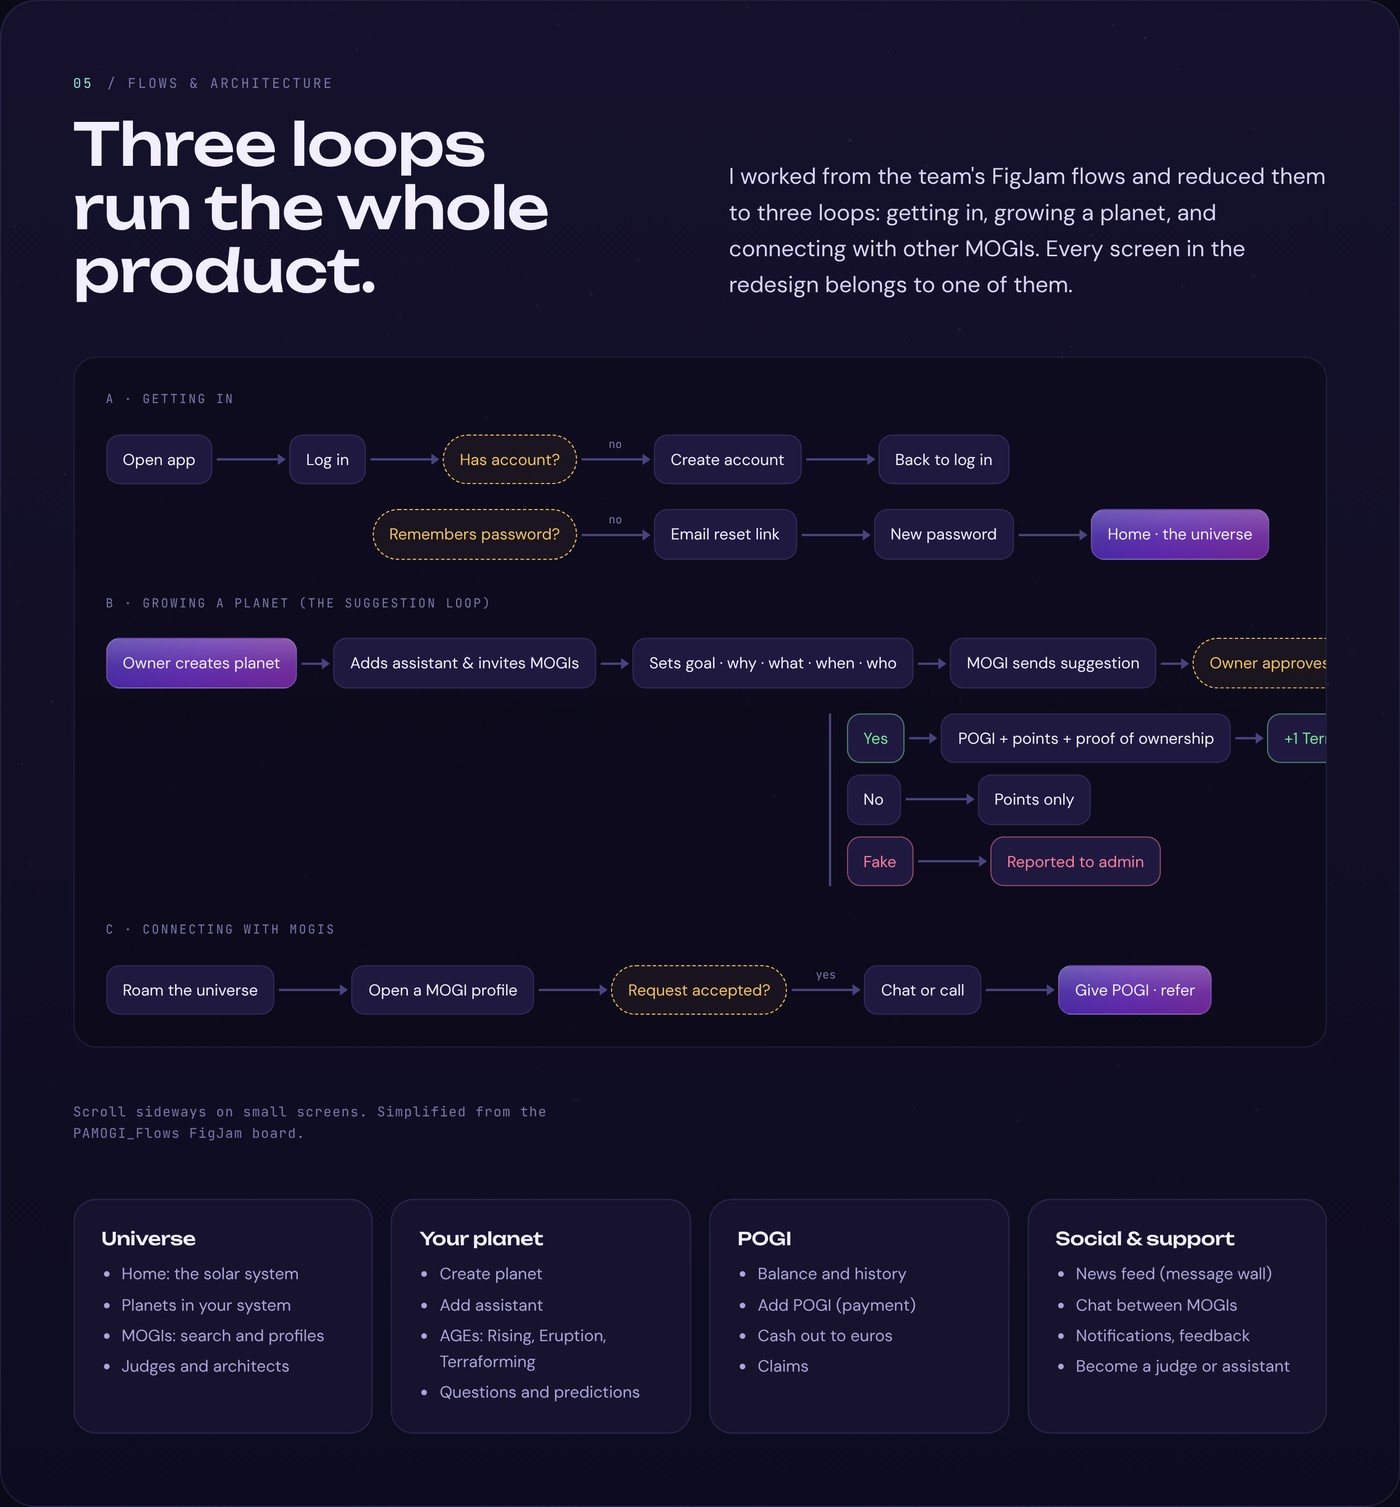 05 / FLOWS & ARCHITECTURE
Three loops
run the whole
product.
I worked from the team's FigJam flows and reduced them
to three loops: getting in, growing a planet, and
connecting with other MOGIs. Every screen in the
redesign belongs to one of them.
A · GETTING IN
Open app
Log in
Has account?
no
Create account
Back to log in
Remembers password?
no
Email reset link
New password
Home · the universe
B · GROWING A PLANET (THE SUGGESTION LOOP)
Owner creates planet
Adds assistant & invites MOGIs
Sets goal · why · what · when · who
MOGI sends suggestion
Owner approves
Yes
POGI + points + proof of ownership
+1
No
Points only
Fake
Reported to admin
C · CONNECTING WITH MOGIS
Roam the universe
Open a MOGI profile
Request accepted?
yes
Chat or call
Give POGI · refer
Scroll sideways on small screens. Simplified from the
PAMOGI_Flows FigJam board.
Universe
• Home: the solar system
• Planets in your system
• MOGIs: search and profiles
• Judges and architects
Your planet
• Create planet
• Add assistant
• AGEs: Rising, Eruption,
Terraforming
• Questions and predictions
POGI
• Balance and history
• Add POGI (payment)
• Cash out to euros
• Claims
Social & support
• News feed (message wall)
• Chat between MOGIs
• Notifications, feedback
• Become a judge or assistant